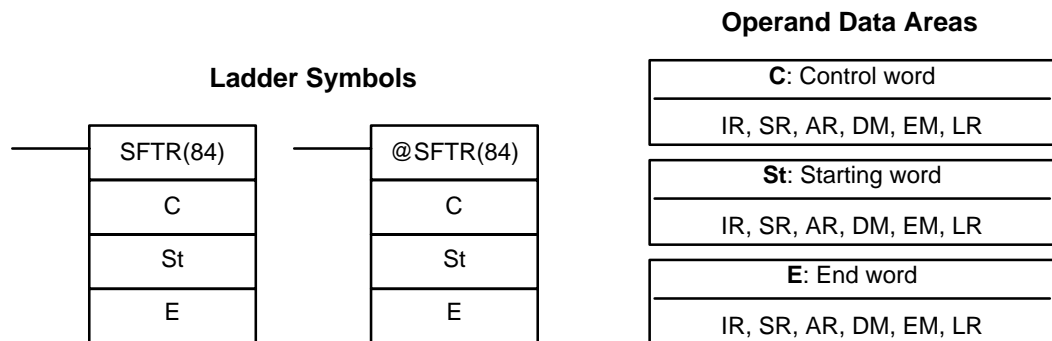 Ladder Symbols
SFTR(84)
C
St
E
@SFTR(84)
C
St
E
Operand Data Areas
C: Control word
IR, SR, AR, DM, EM, LR
St: Starting word
IR, SR, AR, DM, EM, LR
E: End word
IR, SR, AR, DM, EM, LR